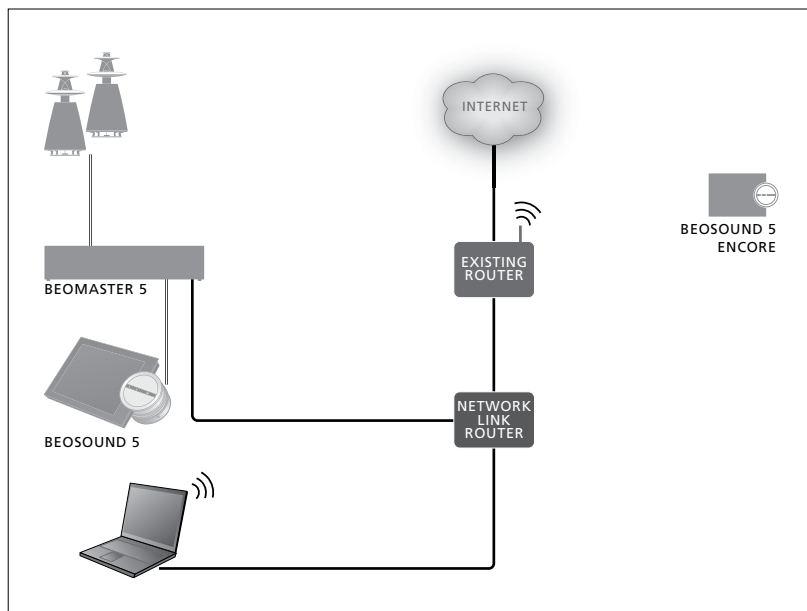 INTERNET
BEOSOUND 5
ENCORE
EXISTING
ROUTER
BEOMASTER 5
NETWORK
LINK
ROUTER
BEOSOUND 5